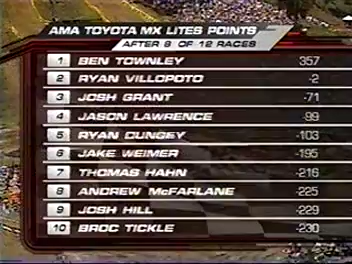 AMA TOYOTA MX LITES POINTS
AFTER 9 OF 12 RACES
1 BEN TOWNLEY 357
2 RYAN VILLOPOTO -2
3 JOSH GRANT -71
4 JASON LAWRENCE -99
5 RYAN DUNGEY -103
6 JAKE WEIMER -195
7 THOMAS HAHN -216
8 ANDREW McFARLANE -225
9 JOSH HILL -229
10 BROC TICKLE -230